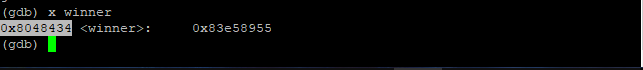 (gdb) x winner
0x8048434 <winner>:     0x83e58955
(gdb)